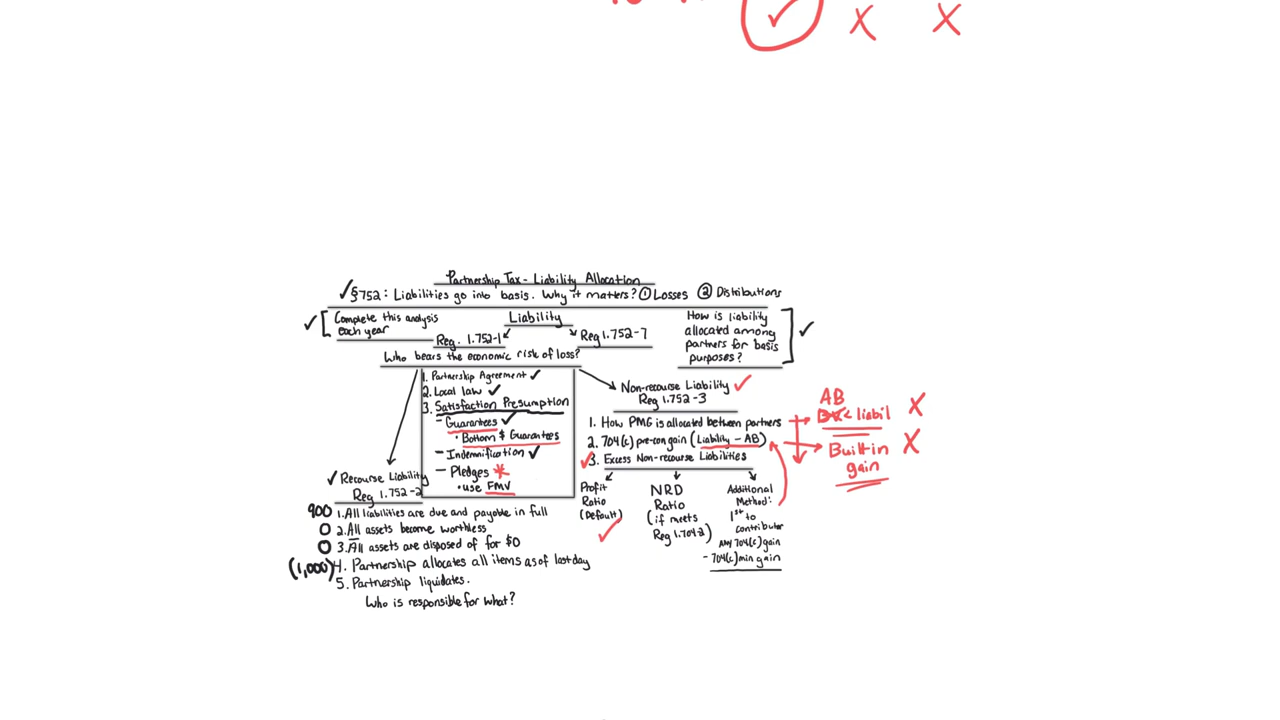 Partnership Tax - Liability Allocation
✓ §752: Liabilities go into basis. Why it matters? ① Losses ② Distributions
✓ [ Complete this analysis
each year
Liability
Reg. 1.752-1
Reg 1.752-7
How is liability
allocated among
partners for basis
purposes? ] ✓
Who bears the economic risk of loss?
1. Partnership Agreement ✓
2. Local law ✓
3. Satisfaction Presumption
- Guarantees ✓
• Bottom $ Guarantees
- Indemnification ✓
- Pledges *
• use FMV
Non-recourse Liability ✓
Reg 1.752-3
1. How PMG is allocated between partners
2. 704(c) pre-con gain (Liability - AB)
✓ 3. Excess Non-recourse Liabilities
AB
< liabil X
Built-in X
gain
Profit
Ratio
(Default) ✓
NRD
Ratio
(if meets
Reg 1.704-2)
Additional
Method:
1st to
contributor
any 704(c) gain
- 704(c) min gain
✓ Recourse Liability
Reg 1.752-2
900 1. All liabilities are due and payable in full
0 2. All assets become worthless
0 3. All assets are disposed of for $0
(1,000) 4. Partnership allocates all items as of last day
5. Partnership liquidates.
Who is responsible for what?